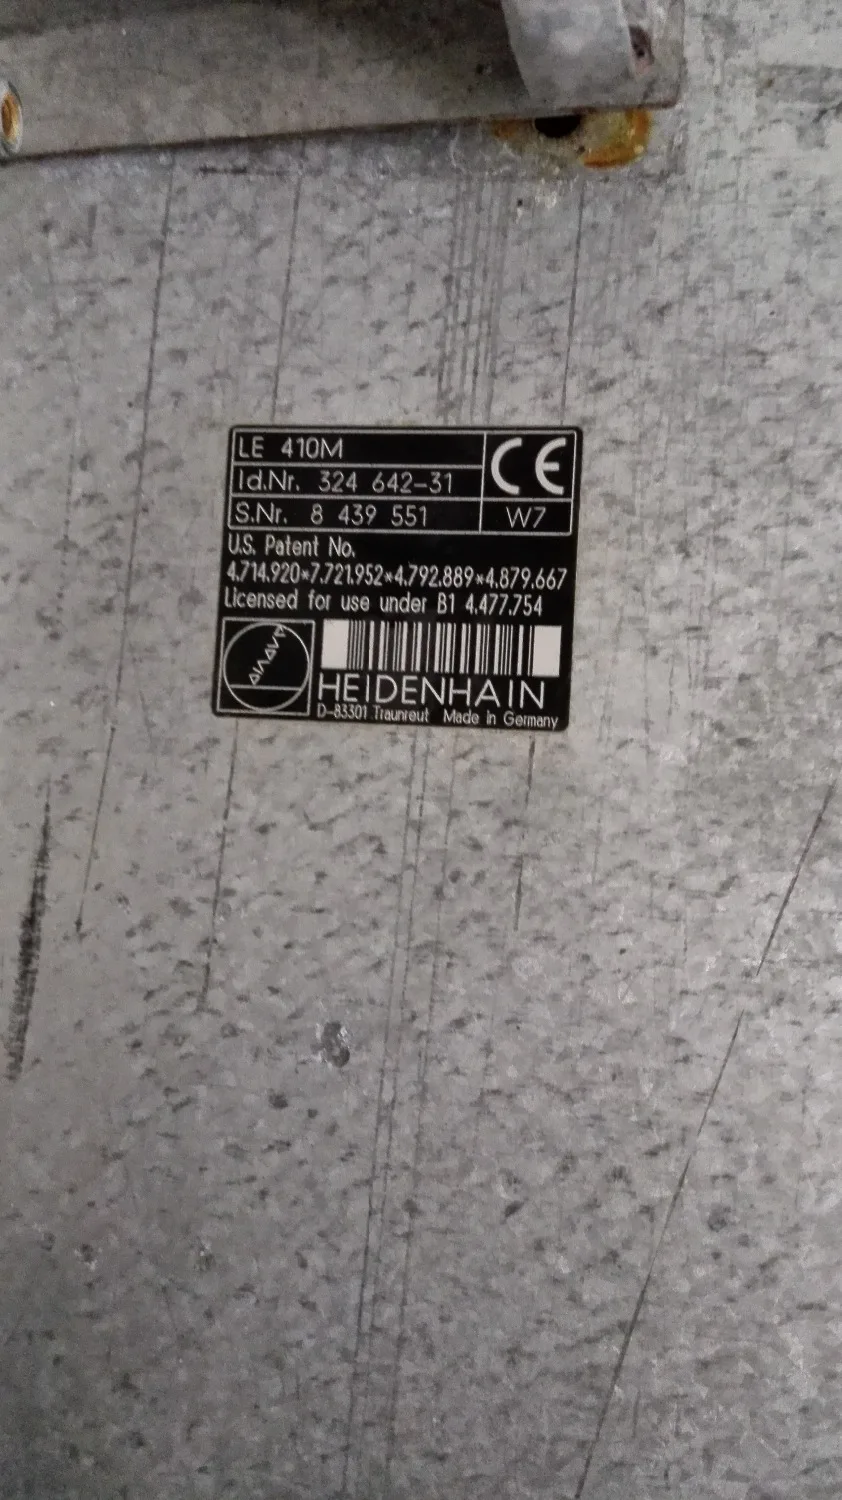 LE 410M
CE
Id.Nr. 324 642-31
S.Nr. 8 439 551 W7
U.S. Patent No.
4.714.920*7.721.952*4.792.889*4.879.667
Licensed for use under B1 4,477,754
HEIDENHAIN
D-83301 Traunreut Made in Germany